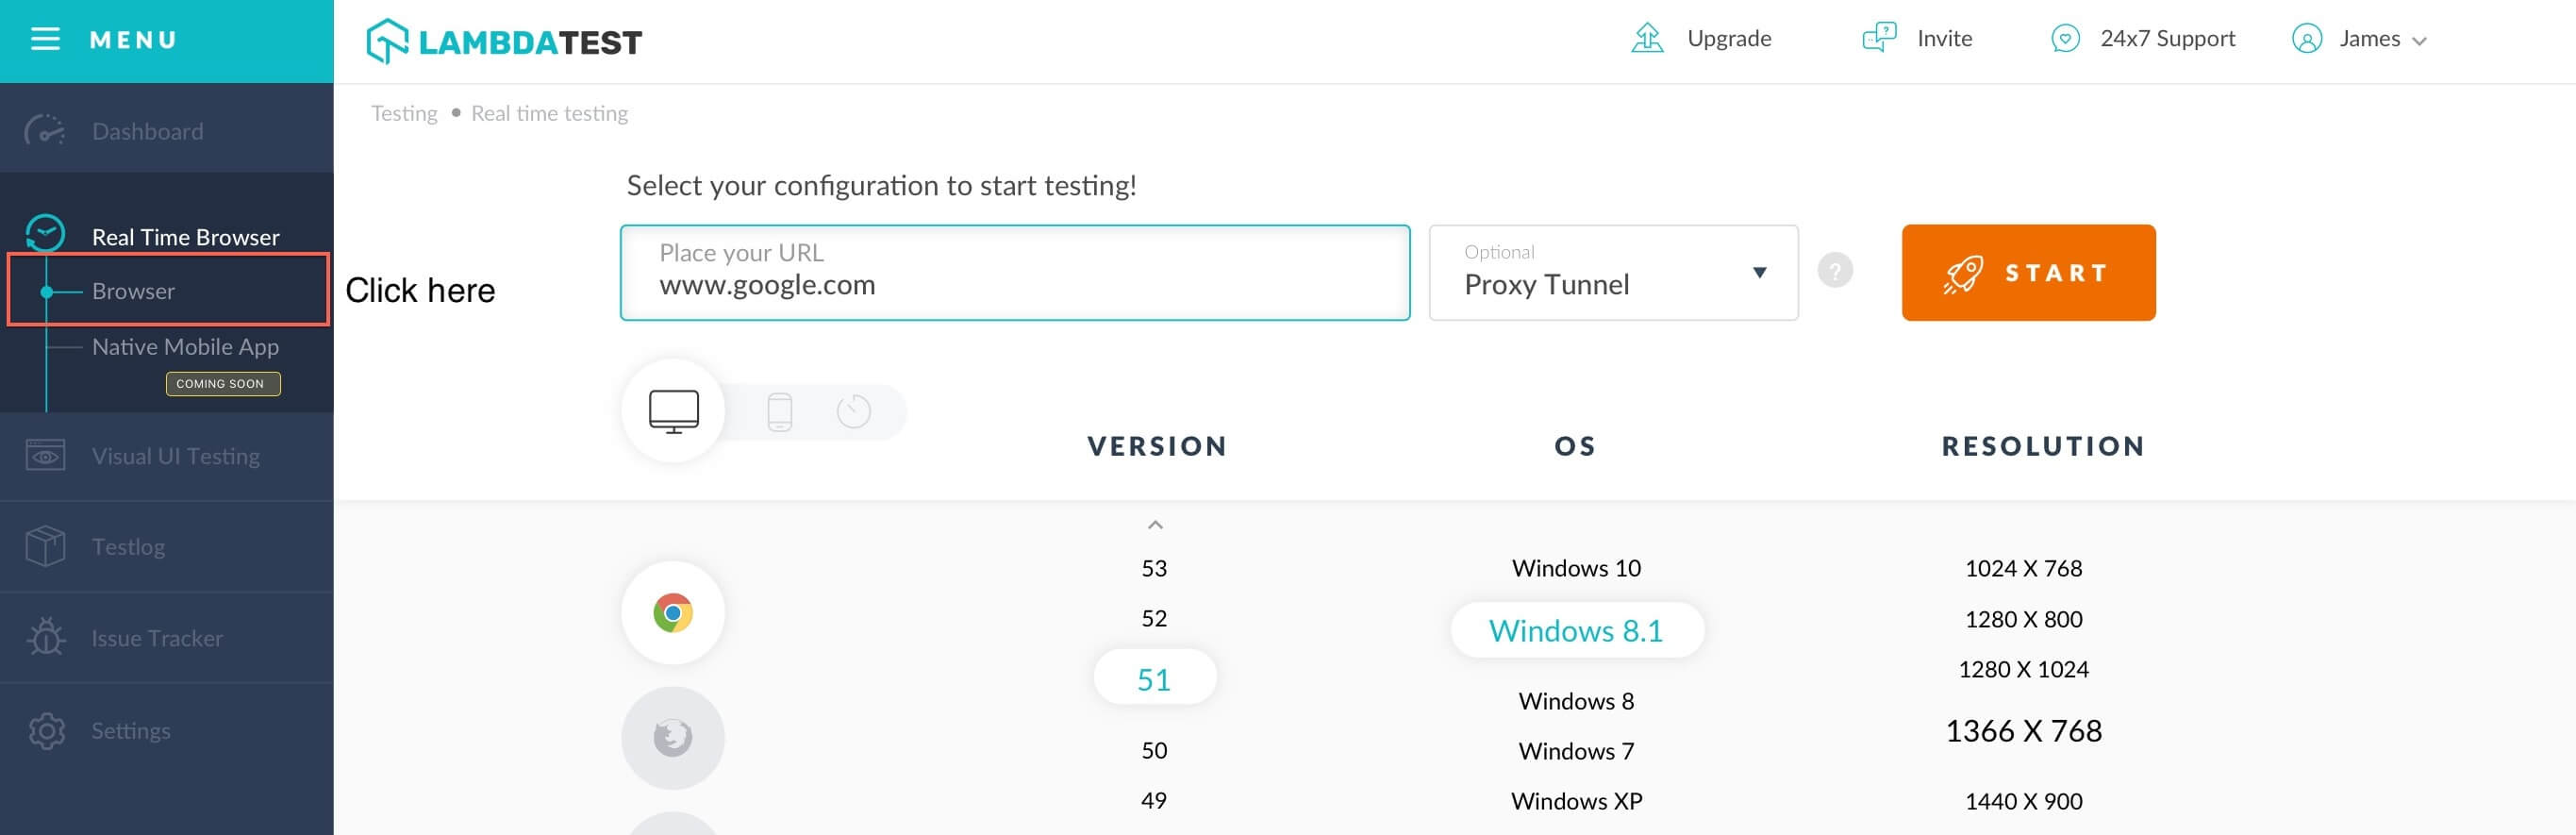 MENU
LAMBDATEST
Upgrade
Invite
24x7 Support
James
Testing • Real time testing
Dashboard
Real Time Browser
Browser
Native Mobile App
COMING SOON
Visual UI Testing
Testlog
Issue Tracker
Settings
Click here
Select your configuration to start testing!
Place your URL
www.google.com
Optional
Proxy Tunnel
?
START
VERSION
OS
RESOLUTION
53
Windows 10
1024 X 768
52
Windows 8.1
1280 X 800
51
1280 X 1024
Windows 8
1366 X 768
50
Windows 7
49
Windows XP
1440 X 900